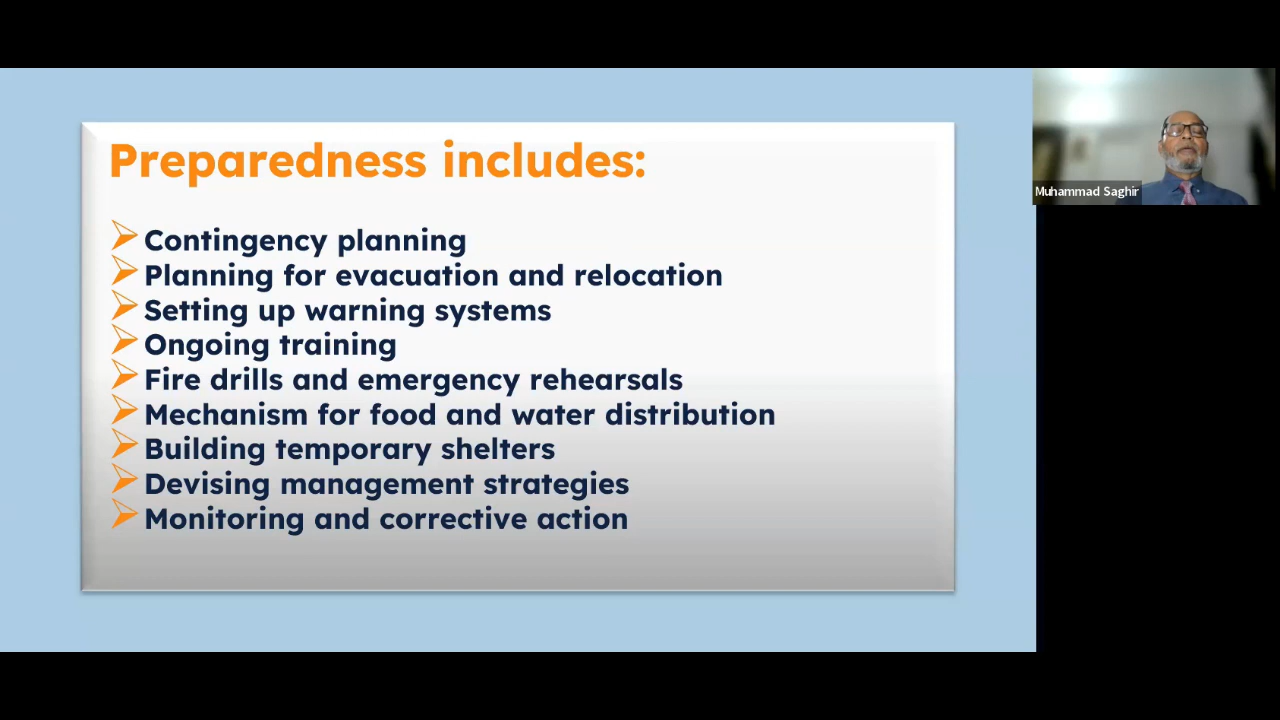 Preparedness includes:
Contingency planning
Planning for evacuation and relocation
Setting up warning systems
Ongoing training
Fire drills and emergency rehearsals
Mechanism for food and water distribution
Building temporary shelters
Devising management strategies
Monitoring and corrective action
Muhammad Saghir